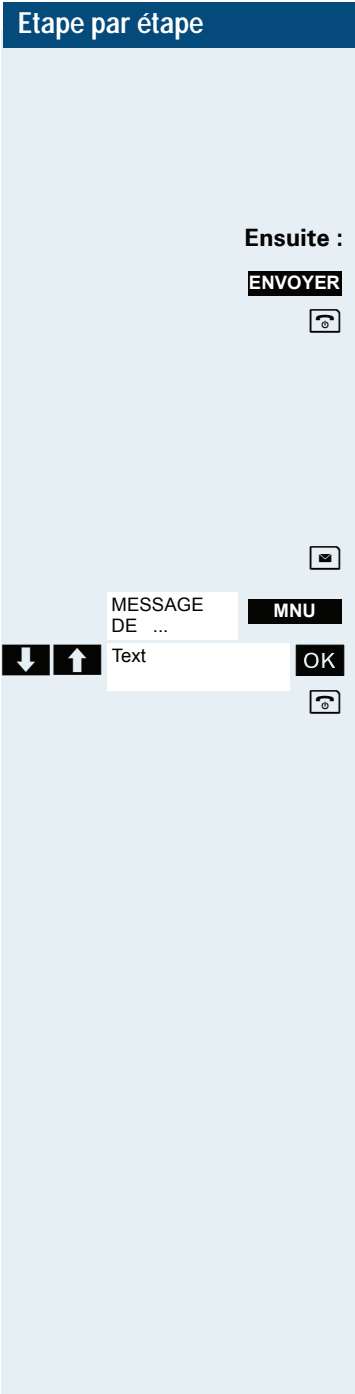 Etape par étape
Ensuite :
ENVOYER
MESSAGE
DE ...
MNU
Text
OK